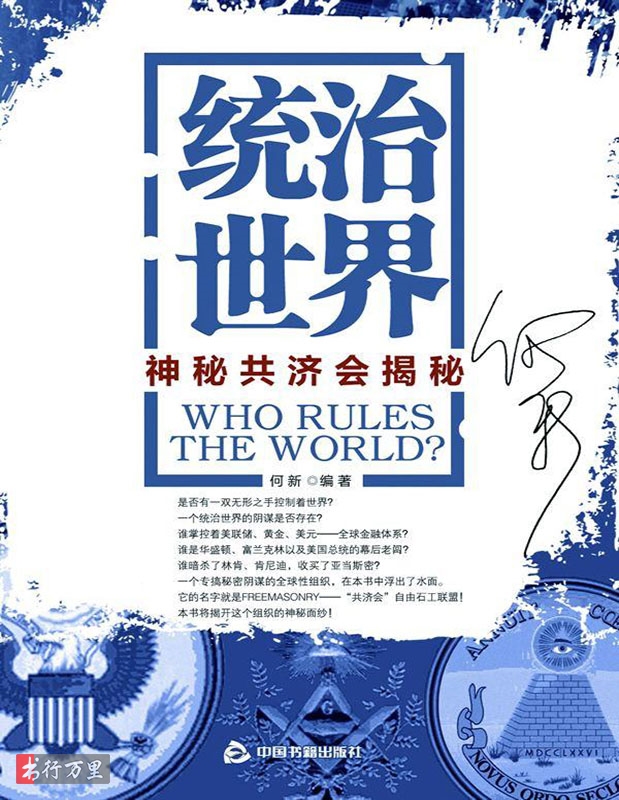 统治
世界
神秘共济会揭秘
WHO RULES
THE WORLD?
何新◎编著
何新
是否有一双无形之手控制着世界?
一个统治世界的阴谋是否存在?
谁掌控着美联储、黄金、美元——全球金融体系?
谁是华盛顿、富兰克林以及美国总统的幕后老闆?
谁暗杀了林肯、肯尼迪,收买了亚当斯密?
一个专搞秘密阴谋的全球性组织,在本书中浮出了水面。
它的名字就是FREEMASONRY——“共济会”自由石工联盟!
本书将揭开这个组织的神秘面纱!
ANNUIT CŒPTIS
G
MDCCLXXVI
NOVUS ORDO SECLO
中国书籍出版社
书行万里